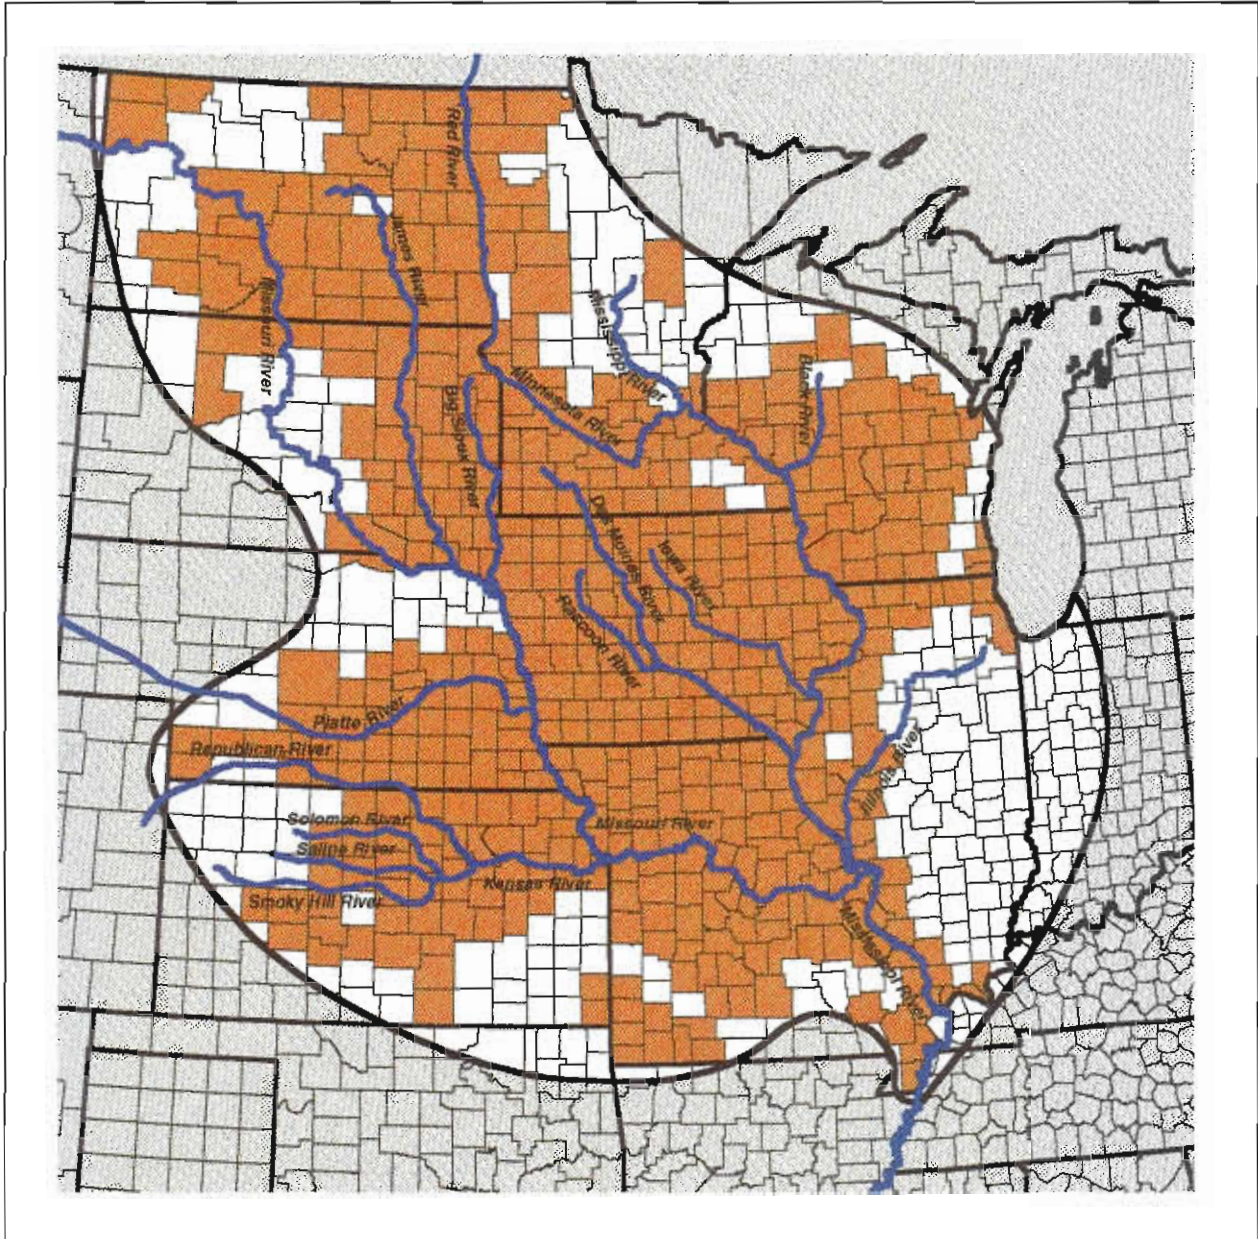 Red River
James River
Missouri River
Mississippi River
Black River
Minnesota River
Big Sioux River
Des Moines River
Iowa River
Raccoon River
Platte River
Republican River
Illinois River
Solomon River
Missouri River
Saline River
Kansas River
Smoky Hill River
Mississippi River